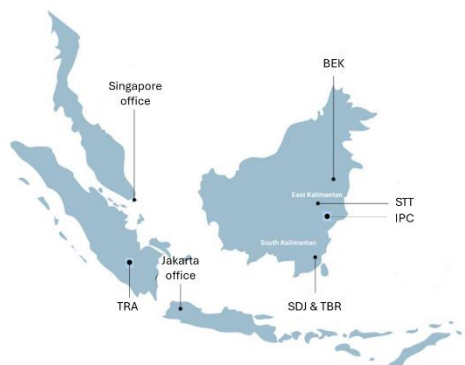 BEK
Singapore
office
East Kalimantan
STT
IPC
South Kalimantan
Jakarta
office
TRA
SDJ & TBR